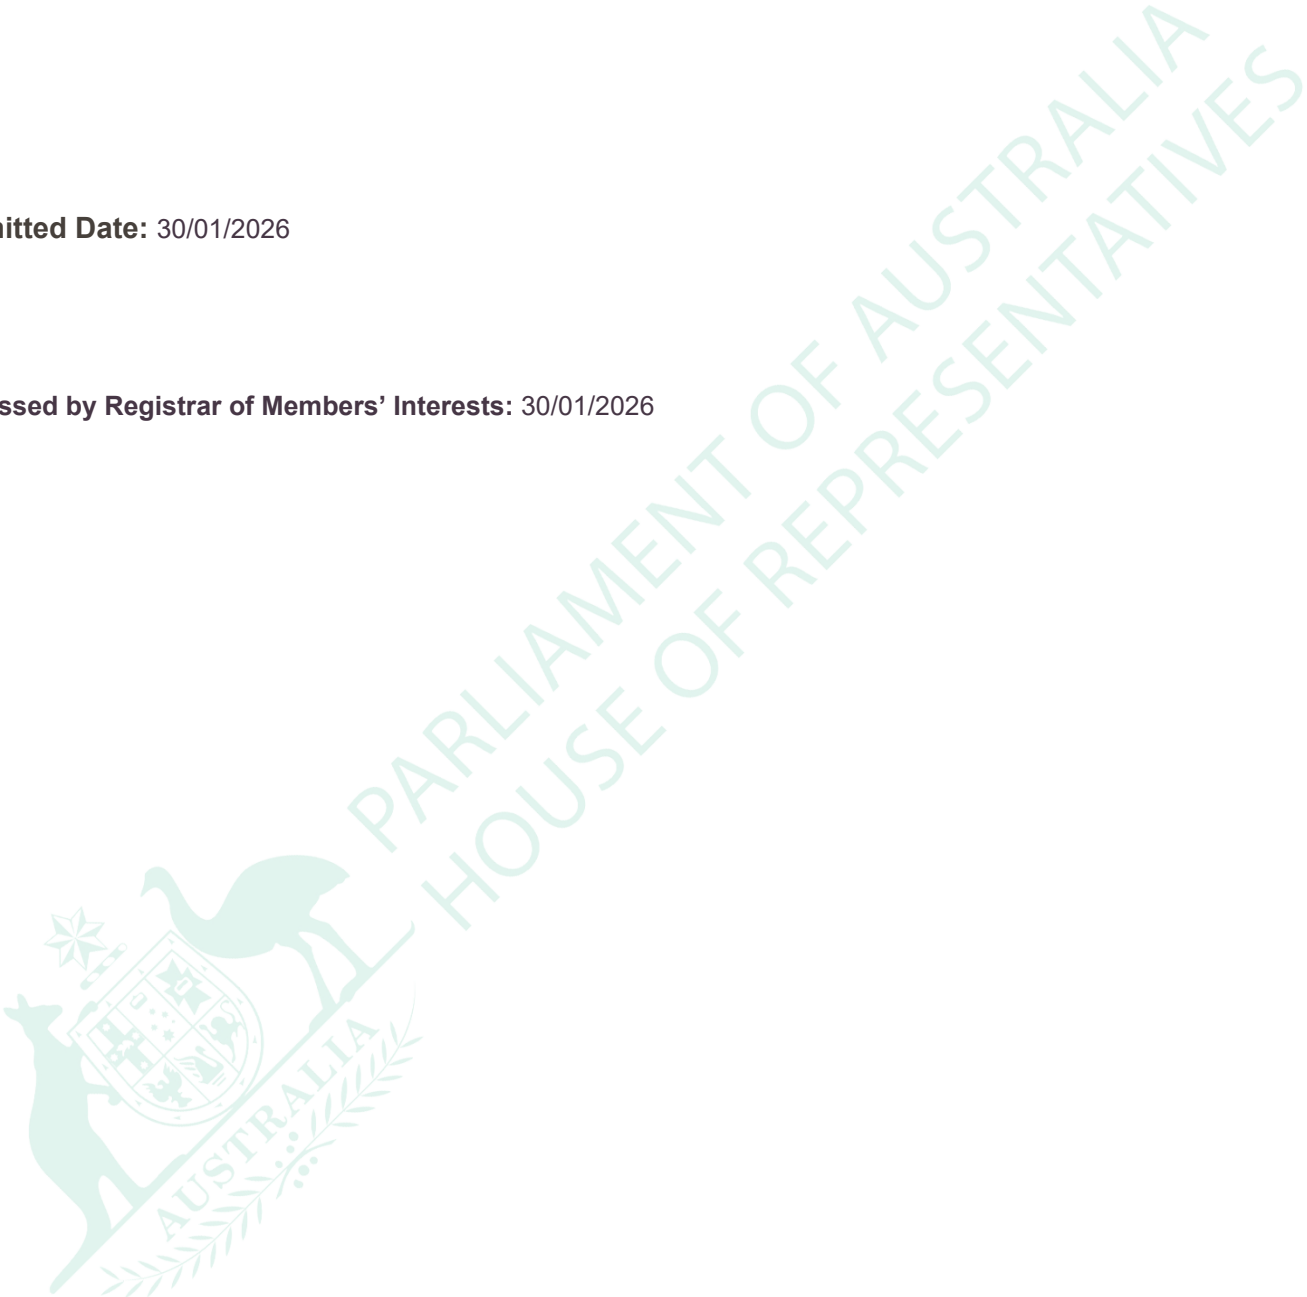 itted Date: 30/01/2026
ssed by Registrar of Members’ Interests: 30/01/2026
PARLIAMENT OF AUSTRALIA
HOUSE OF REPRESENTATIVES
AUSTRALIA